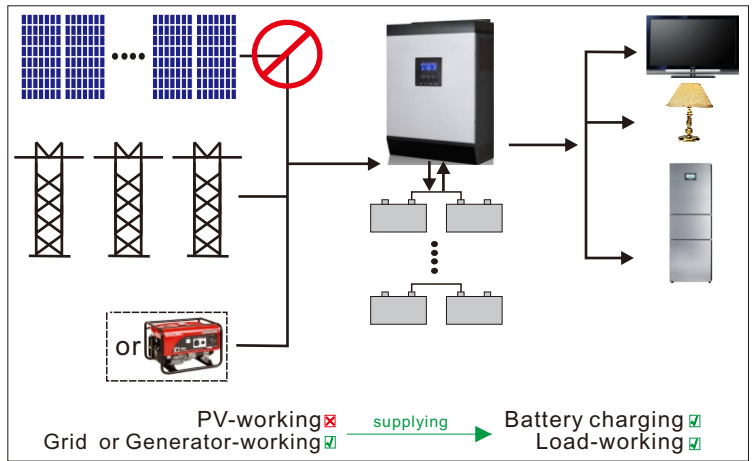 or
PV-working
supplying
Battery charging
Grid or Generator-working
Load-working